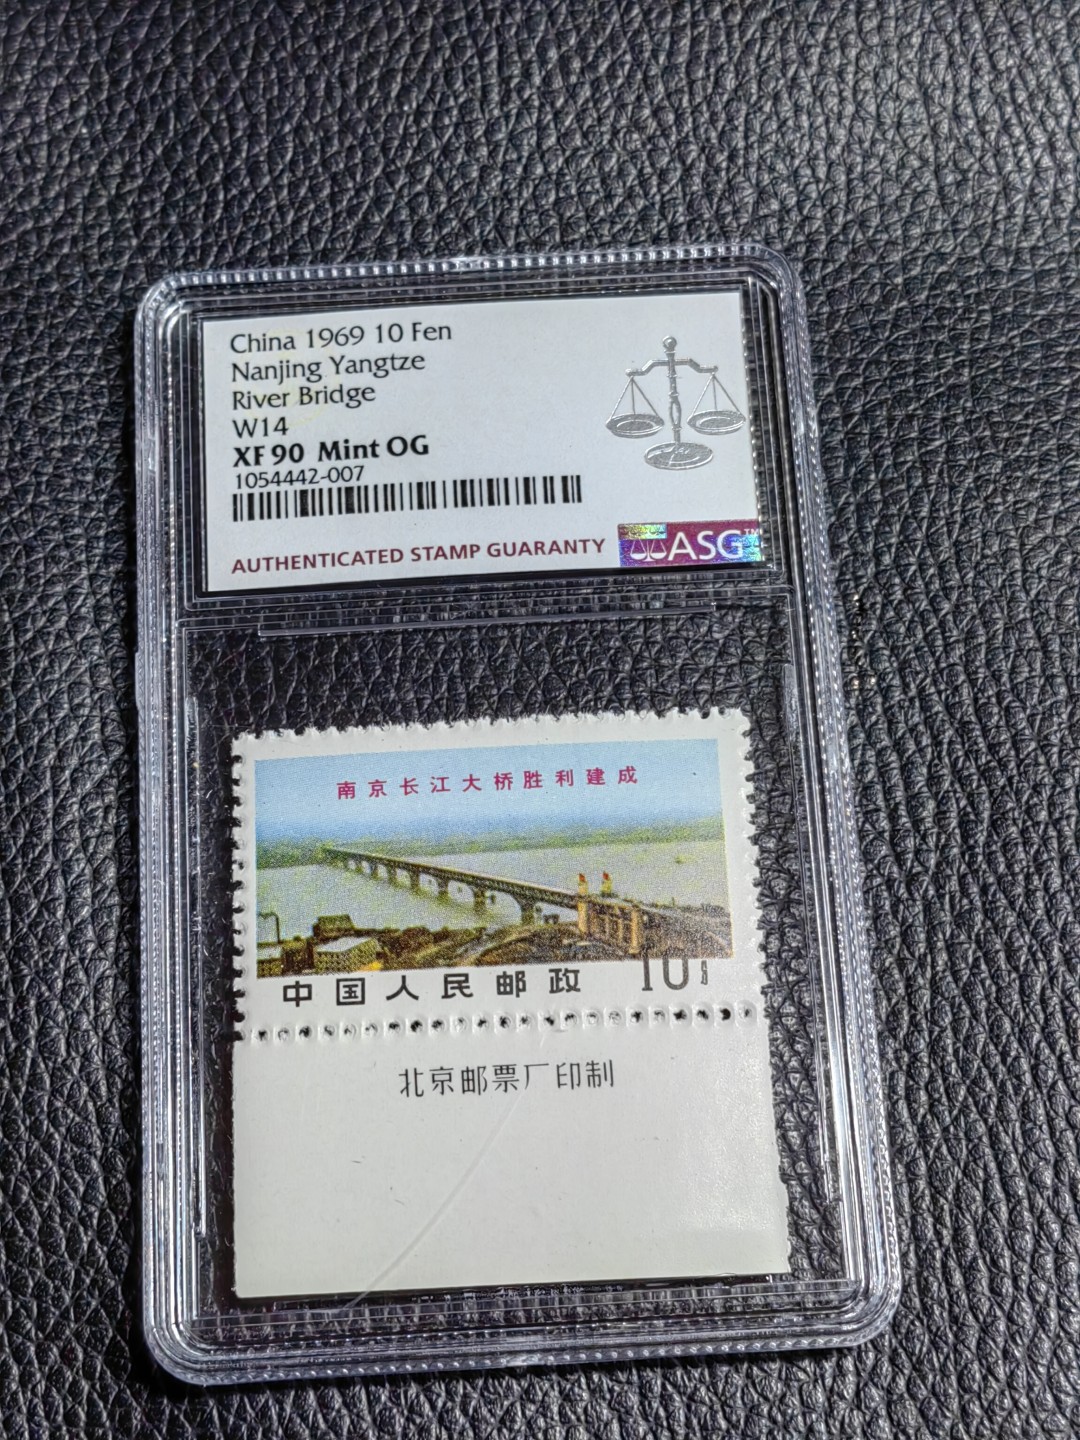 China 1969 10 Fen
Nanjing Yangtze
River Bridge
W14
XF 90 Mint OG
1054442-007
AUTHENTICATED STAMP GUARANTY
ASG™
南京长江大桥胜利建成
中国人民邮政 10
北京邮票厂印制